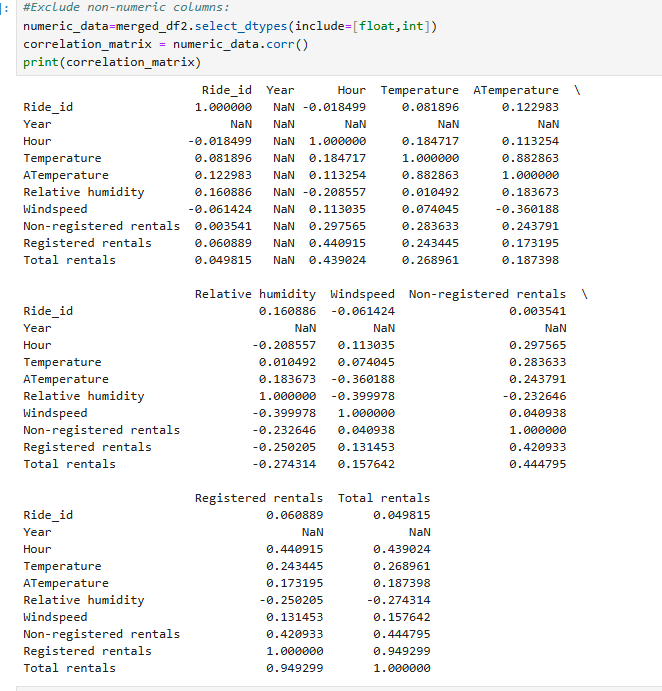 ]:
#Exclude non-numeric columns:
numeric_data=merged_df2.select_dtypes(include=[float,int])
correlation_matrix = numeric_data.corr()
print(correlation_matrix)
Ride_id Year Hour Temperature ATemperature \
Ride_id 1.000000 NaN -0.018499 0.081896 0.122983
Year NaN NaN NaN NaN NaN
Hour -0.018499 NaN 1.000000 0.184717 0.113254
Temperature 0.081896 NaN 0.184717 1.000000 0.882863
ATemperature 0.122983 NaN 0.113254 0.882863 1.000000
Relative humidity 0.160886 NaN -0.208557 0.010492 0.183673
Windspeed -0.061424 NaN 0.113035 0.074045 -0.360188
Non-registered rentals 0.003541 NaN 0.297565 0.283633 0.243791
Registered rentals 0.060889 NaN 0.440915 0.243445 0.173195
Total rentals 0.049815 NaN 0.439024 0.268961 0.187398
Relative humidity Windspeed Non-registered rentals \
Ride_id 0.160886 -0.061424 0.003541
Year NaN NaN NaN
Hour -0.208557 0.113035 0.297565
Temperature 0.010492 0.074045 0.283633
ATemperature 0.183673 -0.360188 0.243791
Relative humidity 1.000000 -0.399978 -0.232646
Windspeed -0.399978 1.000000 0.040938
Non-registered rentals -0.232646 0.040938 1.000000
Registered rentals -0.250205 0.131453 0.420933
Total rentals -0.274314 0.157642 0.444795
Registered rentals Total rentals
Ride_id 0.060889 0.049815
Year NaN NaN
Hour 0.440915 0.439024
Temperature 0.243445 0.268961
ATemperature 0.173195 0.187398
Relative humidity -0.250205 -0.274314
Windspeed 0.131453 0.157642
Non-registered rentals 0.420933 0.444795
Registered rentals 1.000000 0.949299
Total rentals 0.949299 1.000000